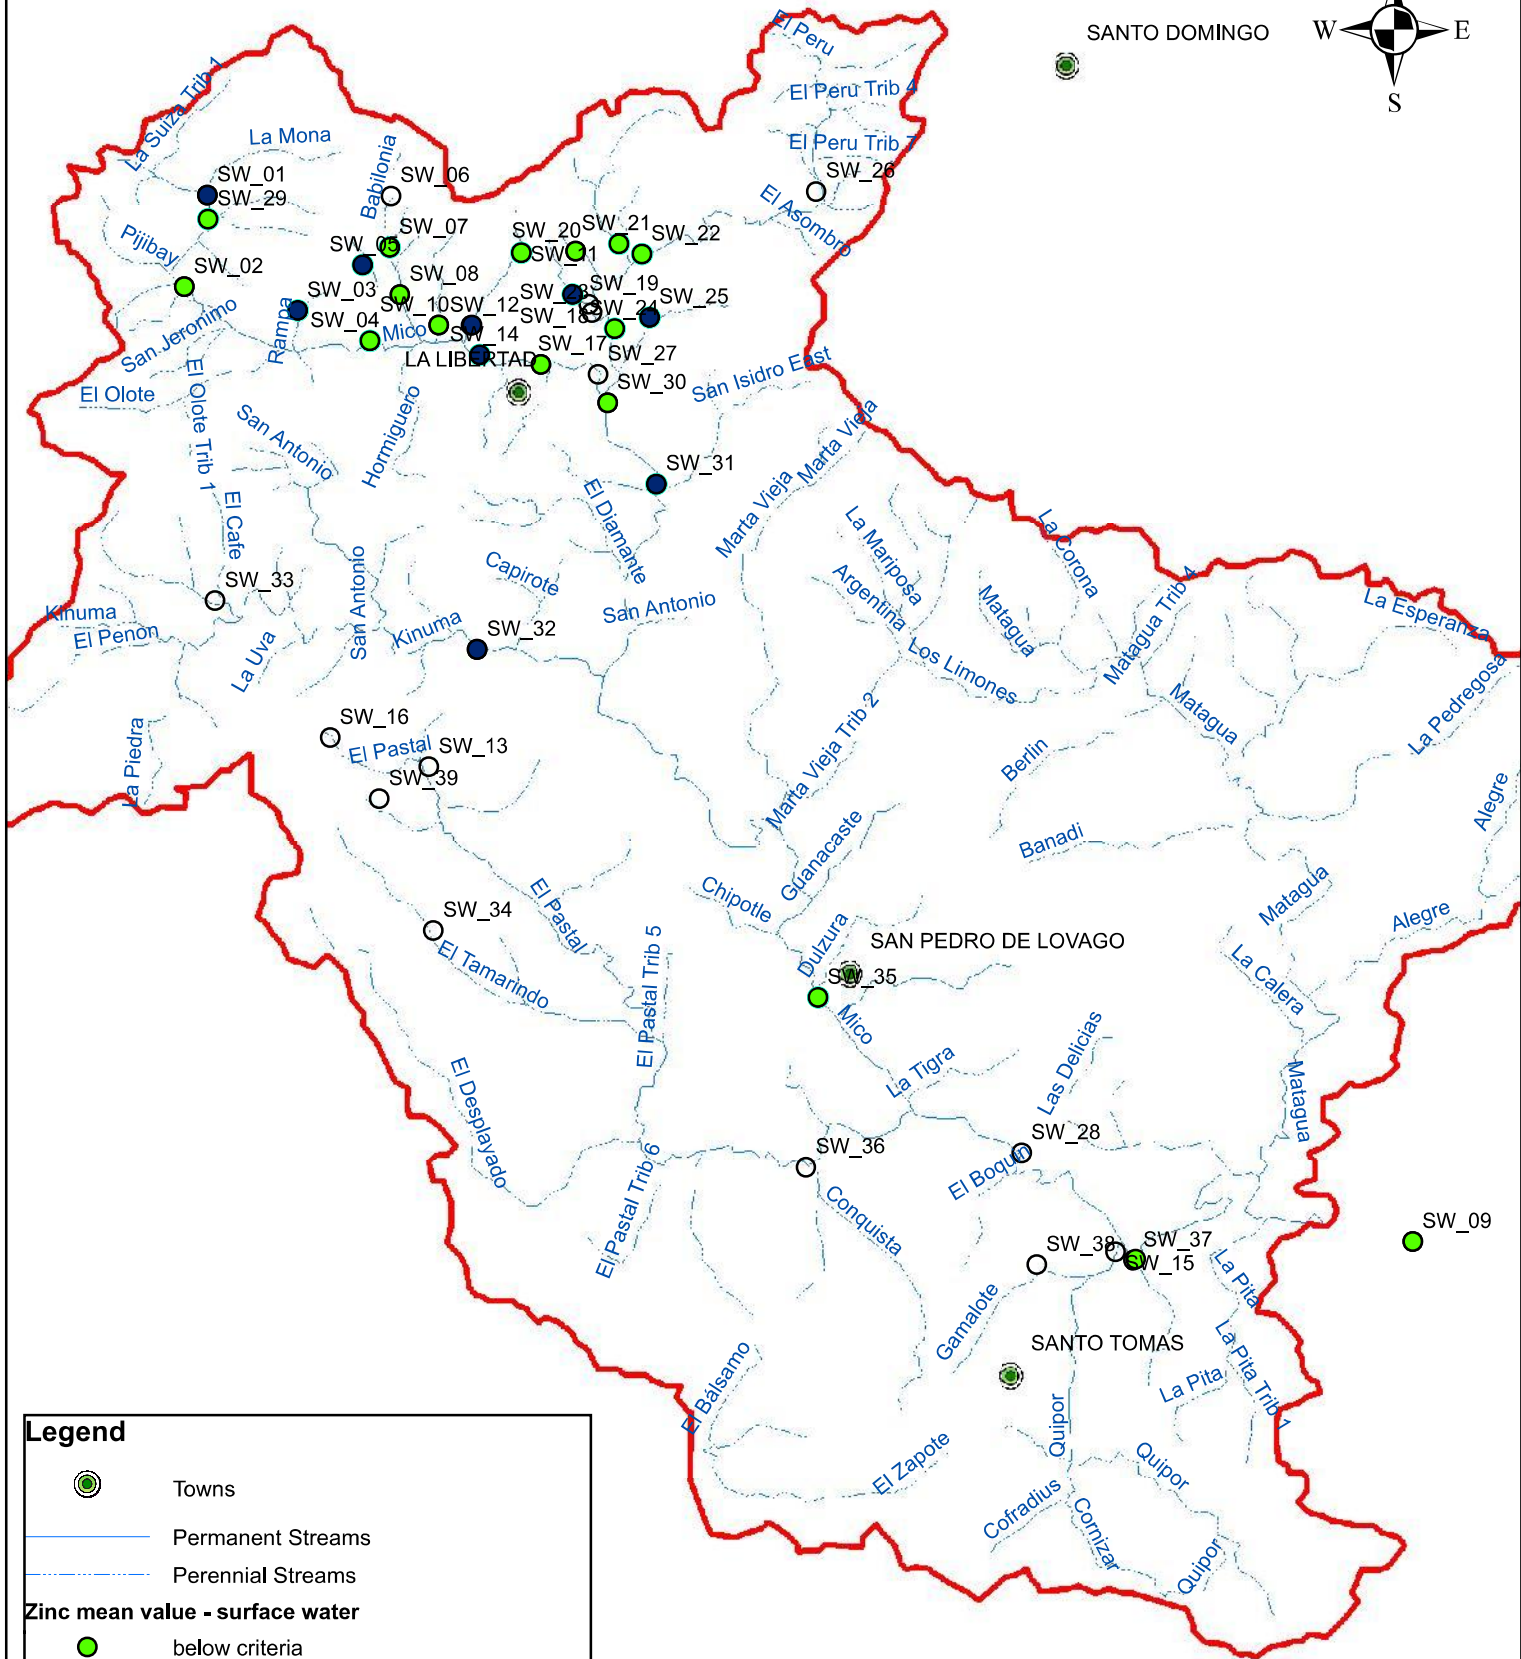 El Peru
SANTO DOMINGO
W
E
S
La Suiza Trib 1
El Peru Trib 4
La Mona
Babilonia
El Peru Trib 7
SW_01
SW_06
SW_26
SW_29
El Asombro
Pijibay
SW_07
SW_20
SW_21
SW_22
SW_05
SW_11
SW_02
SW_08
SW_03
SW_23
SW_19
SW_25
San Jeronimo
Rampa
SW_04
SW_10
SW_12
SW_18
SW_24
Mico
SW_14
SW_17
SW_27
LA LIBERTAD
SW_30
San Isidro East
El Olote
El Olote Trib 1
San Antonio
Hormiguero
Marta Vieja
SW_31
Marta Vieja
El Cafe
El Diamante
La Mariposa
La Corona
San Antonio
Capirote
Argentina
Matagua
Matagua Trib 4
La Esperanza
SW_33
Kinuma
El Penon
San Antonio
Kinuma
SW_32
La Uva
Los Limones
Matagua
La Pedregosa
SW_16
La Piedra
El Pastal
SW_13
SW_39
Marta Vieja Trib 2
Berlin
Alegre
Guanacaste
Banadi
Chipotle
Matagua
El Pastal
SW_34
Dulzura
SAN PEDRO DE LOVAGO
Alegre
El Tamarindo
El Pastal Trib 5
SW_35
La Calera
Mico
El Desplayado
La Tigra
Las Delicias
Matagua
El Pastal Trib 6
SW_36
SW_28
El Boquin
Conquista
SW_09
SW_38
SW_37
SW_15
La Pita
Gamalote
SANTO TOMAS
La Pita Trib 1
El Bálsamo
La Pita
Quipor
El Zapote
Quipor
Cofradius
Cornizar
Quipor
Legend
Towns
Permanent Streams
Perennial Streams
Zinc mean value - surface water
below criteria